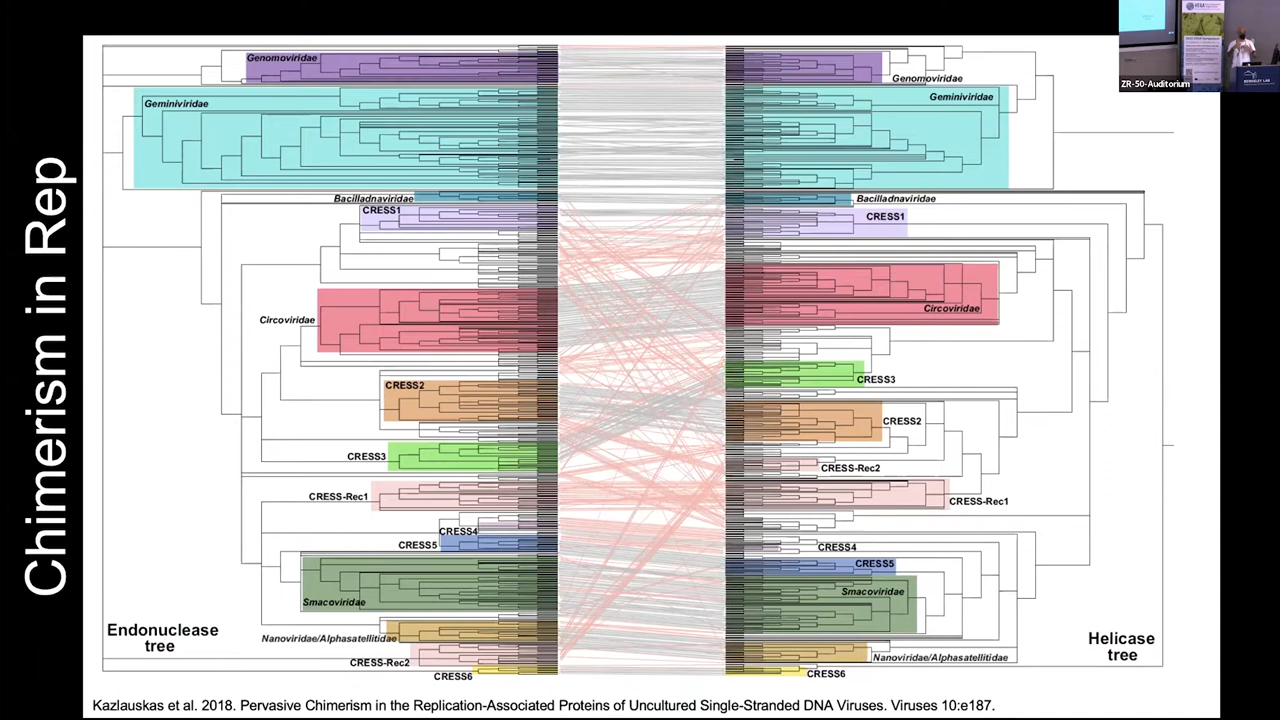 Chimerism in Rep
Genomoviridae
Geminiviridae
Bacilladnaviridae
CRESS1
Circoviridae
CRESS2
CRESS3
CRESS-Rec1
CRESS4
CRESS5
Smacoviridae
Nanoviridae/Alphasatellitidae
CRESS-Rec2
CRESS6
Endonuclease
tree
Genomoviridae
Geminiviridae
Bacilladnaviridae
CRESS1
Circoviridae
CRESS3
CRESS2
CRESS-Rec2
CRESS-Rec1
CRESS4
CRESS5
Smacoviridae
Nanoviridae/Alphasatellitidae
CRESS6
Helicase
tree
Kazlauskas et al. 2018. Pervasive Chimerism in the Replication-Associated Proteins of Uncultured Single-Stranded DNA Viruses. Viruses 10:e187.
ZR-50-Auditorium
BERKELEY LAB